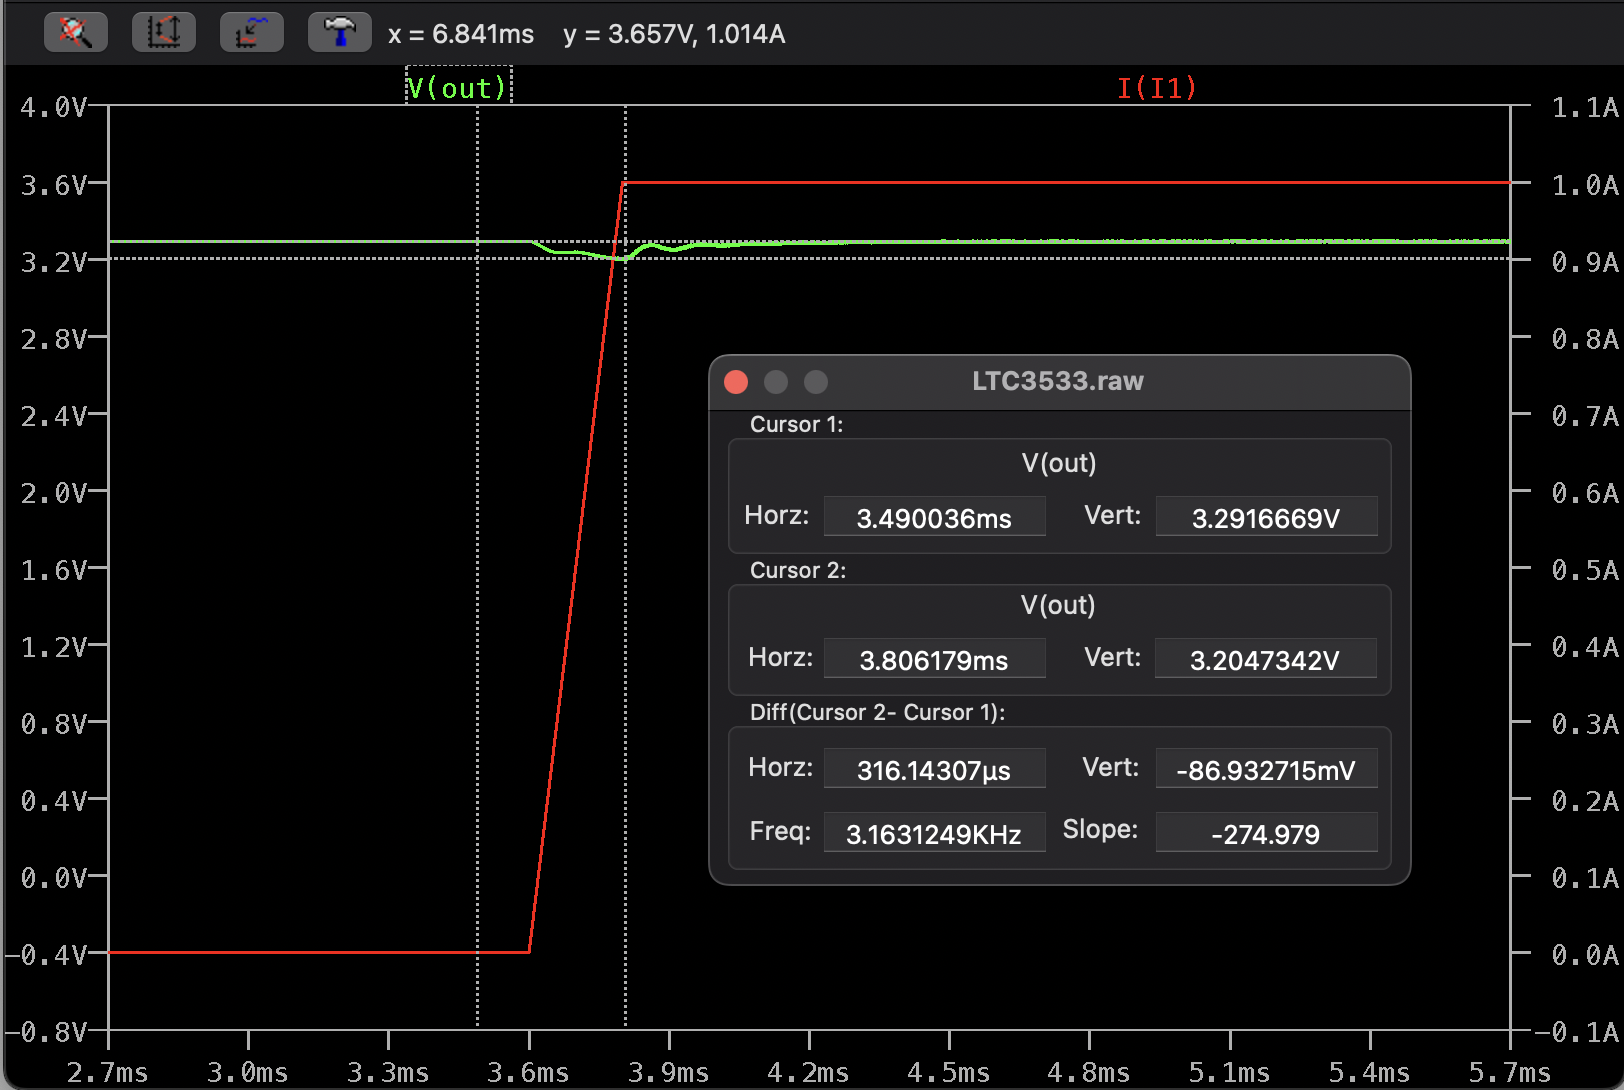 x = 6.841ms y = 3.657V, 1.014A
V(out) I(I1)
4.0V 1.1A
3.6V 1.0A
3.2V 0.9A
2.8V 0.8A
2.4V 0.7A
2.0V 0.6A
1.6V 0.5A
1.2V 0.4A
0.8V 0.3A
0.4V 0.2A
0.0V 0.1A
-0.4V 0.0A
-0.8V -0.1A
2.7ms 3.0ms 3.3ms 3.6ms 3.9ms 4.2ms 4.5ms 4.8ms 5.1ms 5.4ms 5.7ms
LTC3533.raw
Cursor 1:
V(out)
Horz: 3.490036ms Vert: 3.2916669V
Cursor 2:
V(out)
Horz: 3.806179ms Vert: 3.2047342V
Diff(Cursor 2- Cursor 1):
Horz: 316.14307µs Vert: -86.932715mV
Freq: 3.1631249KHz Slope: -274.979